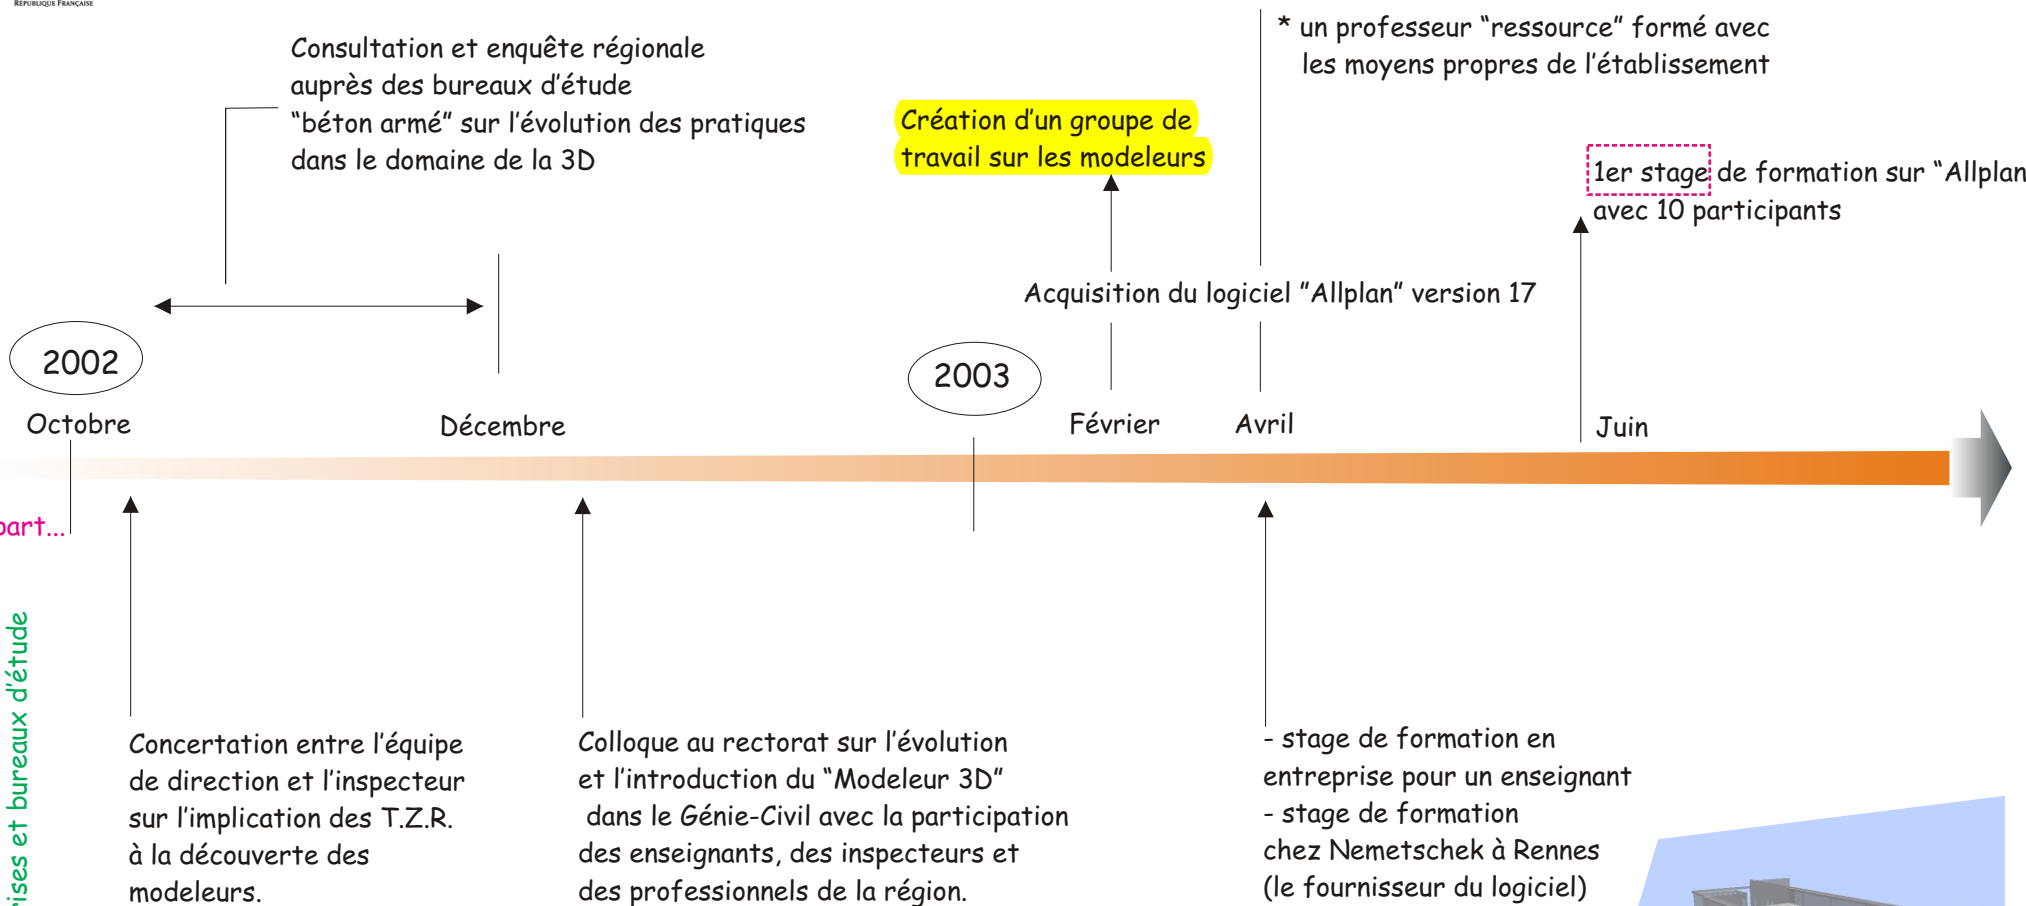 RÉPUBLIQUE FRANÇAISE
Consultation et enquête régionale
auprès des bureaux d’étude
“béton armé” sur l’évolution des pratiques
dans le domaine de la 3D
* un professeur “ressource” formé avec
les moyens propres de l’établissement
Création d’un groupe de
travail sur les modeleurs
1er stage de formation sur “Allplan
avec 10 participants
Acquisition du logiciel ”Allplan” version 17
2002
2003
Octobre
Décembre
Février
Avril
Juin
part...
rises et bureaux d’étude
Concertation entre l’équipe
de direction et l’inspecteur
sur l’implication des T.Z.R.
à la découverte des
modeleurs.
Colloque au rectorat sur l’évolution
et l’introduction du “Modeleur 3D”
dans le Génie-Civil avec la participation
des enseignants, des inspecteurs et
des professionnels de la région.
- stage de formation en
entreprise pour un enseignant
- stage de formation
chez Nemetschek à Rennes
(le fournisseur du logiciel)